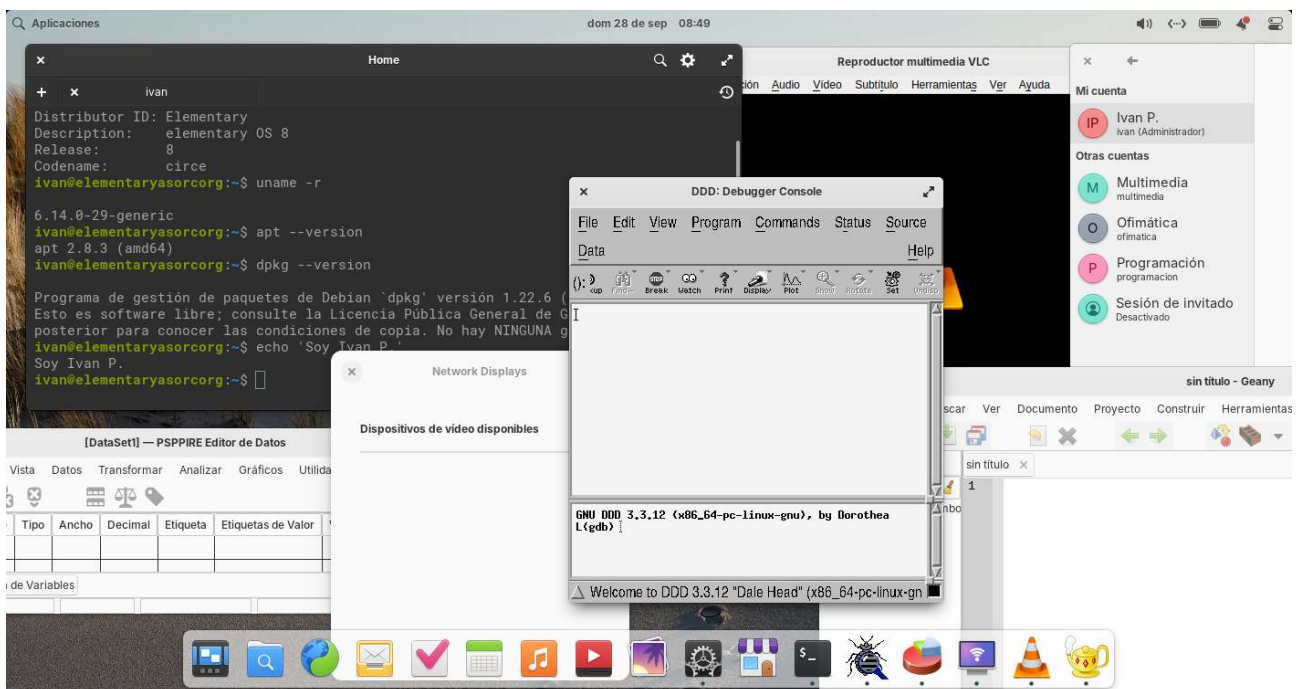 Aplicaciones
dom 28 de sep 08:49
Home
ivan
Distributor ID: Elementary
Description: elementary OS 8
Release: 8
Codename: circe
ivan@elementaryasorcorg:~$ uname -r
6.14.0-29-generic
ivan@elementaryasorcorg:~$ apt --version
apt 2.8.3 (amd64)
ivan@elementaryasorcorg:~$ dpkg --version
Programa de gestión de paquetes de Debian `dpkg' versión 1.22.6 (
Esto es software libre; consulte la Licencia Pública General de G
posterior para conocer las condiciones de copia. No hay NINGUNA g
ivan@elementaryasorcorg:~$ echo 'Soy Ivan P.'
Soy Ivan P.
ivan@elementaryasorcorg:~$
Reproductor multimedia VLC
ción Audio Vídeo Subtítulo Herramientas Ver Ayuda
Mi cuenta
IP
Ivan P.
ivan (Administrador)
Otras cuentas
M
Multimedia
multimedia
O
Ofimática
ofimatica
P
Programación
programacion
Sesión de invitado
Desactivado
DDD: Debugger Console
File Edit View Program Commands Status Source
Data Help
(): cup Find» Break Watch Print Display Plot Show Rotate Set Undisp
GNU DDD 3.3.12 (x86_64-pc-linux-gnu), by Dorothea
L(gdb)
Welcome to DDD 3.3.12 "Dale Head" (x86_64-pc-linux-gn
Network Displays
Dispositivos de vídeo disponibles
[DataSet1] — PSPPIRE Editor de Datos
Vista Datos Transformar Analizar Gráficos Utilida
Tipo Ancho Decimal Etiqueta Etiquetas de Valor
de Variables
sin título - Geany
scar Ver Documento Proyecto Construir Herramientas
sin título
mbo
1